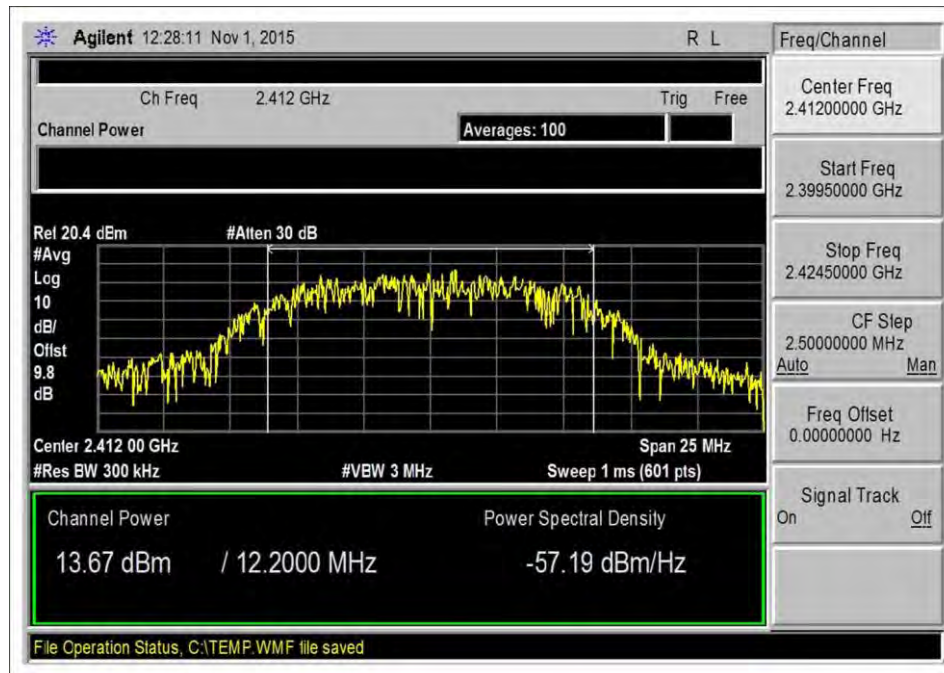 Agilent 12:28:11 Nov 1, 2015 R L
Freq/Channel
Ch Freq 2.412 GHz Trig Free
Channel Power Averages: 100
Center Freq
2.41200000 GHz
Start Freq
2.39950000 GHz
Stop Freq
2.42450000 GHz
CF Step
2.50000000 MHz
Auto Man
Freq Offset
0.00000000 Hz
Signal Track
On Off
Ref 20.4 dBm #Atten 30 dB
#Avg
Log
10
dB/
Offst
9.8
dB
Center 2.412 00 GHz Span 25 MHz
#Res BW 300 kHz #VBW 3 MHz Sweep 1 ms (601 pts)
Channel Power Power Spectral Density
13.67 dBm / 12.2000 MHz -57.19 dBm/Hz
File Operation Status, C:\TEMP.WMF file saved